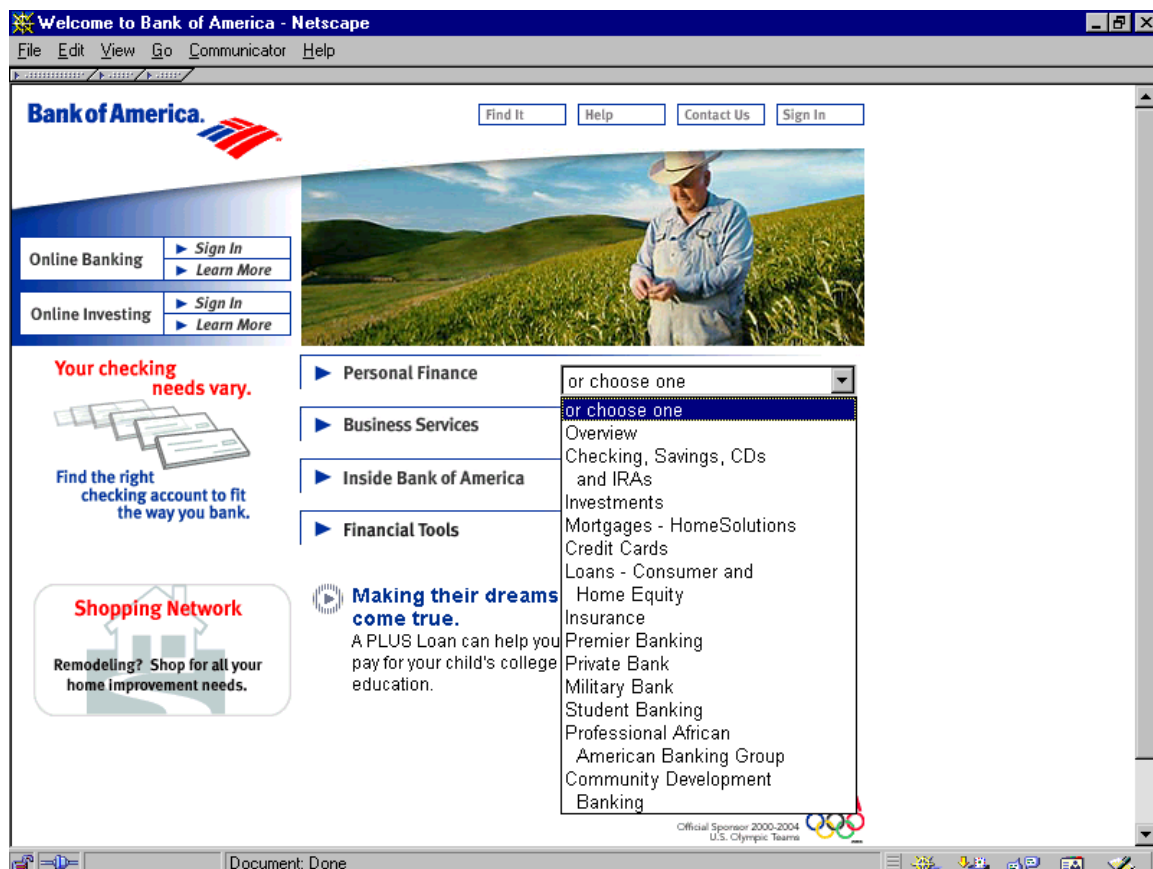 Welcome to Bank of America - Netscape
File Edit View Go Communicator Help
Bank of America.
Find It Help Contact Us Sign In
Online Banking
Sign In
Learn More
Online Investing
Sign In
Learn More
Your checking
needs vary.
Find the right
checking account to fit
the way you bank.
Shopping Network
Remodeling? Shop for all your
home improvement needs.
Personal Finance
Business Services
Inside Bank of America
Financial Tools
or choose one
or choose one
Overview
Checking, Savings, CDs
and IRAs
Investments
Mortgages - HomeSolutions
Credit Cards
Loans - Consumer and
Home Equity
Insurance
Premier Banking
Private Bank
Military Bank
Student Banking
Professional African
American Banking Group
Community Development
Banking
Making their dreams
come true.
A PLUS Loan can help you
pay for your child's college
education.
Official Sponsor 2000-2004
U.S. Olympic Teams
Document: Done